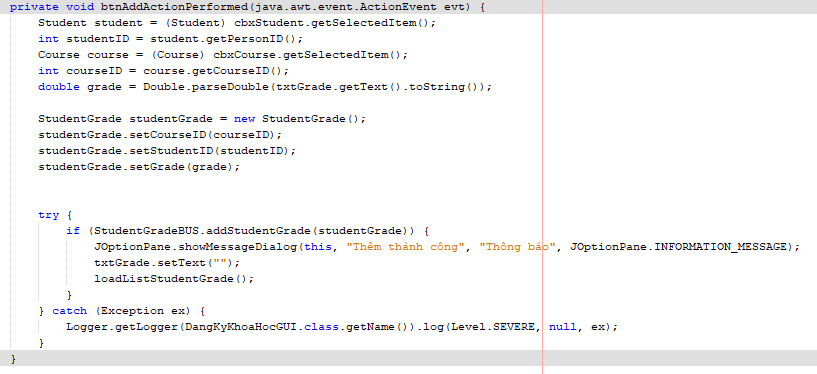 private void btnAddActionPerformed(java.awt.event.ActionEvent evt) {
Student student = (Student) cbxStudent.getSelectedItem();
int studentID = student.getPersonID();
Course course = (Course) cbxCourse.getSelectedItem();
int courseID = course.getCourseID();
double grade = Double.parseDouble(txtGrade.getText().toString());
StudentGrade studentGrade = new StudentGrade();
studentGrade.setCourseID(courseID);
studentGrade.setStudentID(studentID);
studentGrade.setGrade(grade);
try {
if (StudentGradeBUS.addStudentGrade(studentGrade)) {
JOptionPane.showMessageDialog(this, "Thêm thành công", "Thông báo", JOptionPane.INFORMATION_MESSAGE);
txtGrade.setText("");
loadListStudentGrade();
}
} catch (Exception ex) {
Logger.getLogger(DangKyKhoaHocGUI.class.getName()).log(Level.SEVERE, null, ex);
}
}